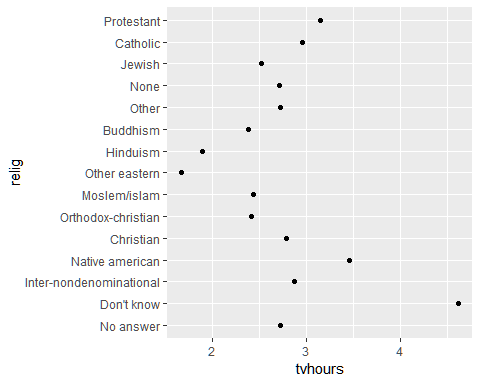 Protestant
Catholic
Jewish
None
Other
Buddhism
Hinduism
Other eastern
Moslem/islam
Orthodox-christian
Christian
Native american
Inter-nondenominational
Don't know
No answer
relig
2 3 4
tvhours